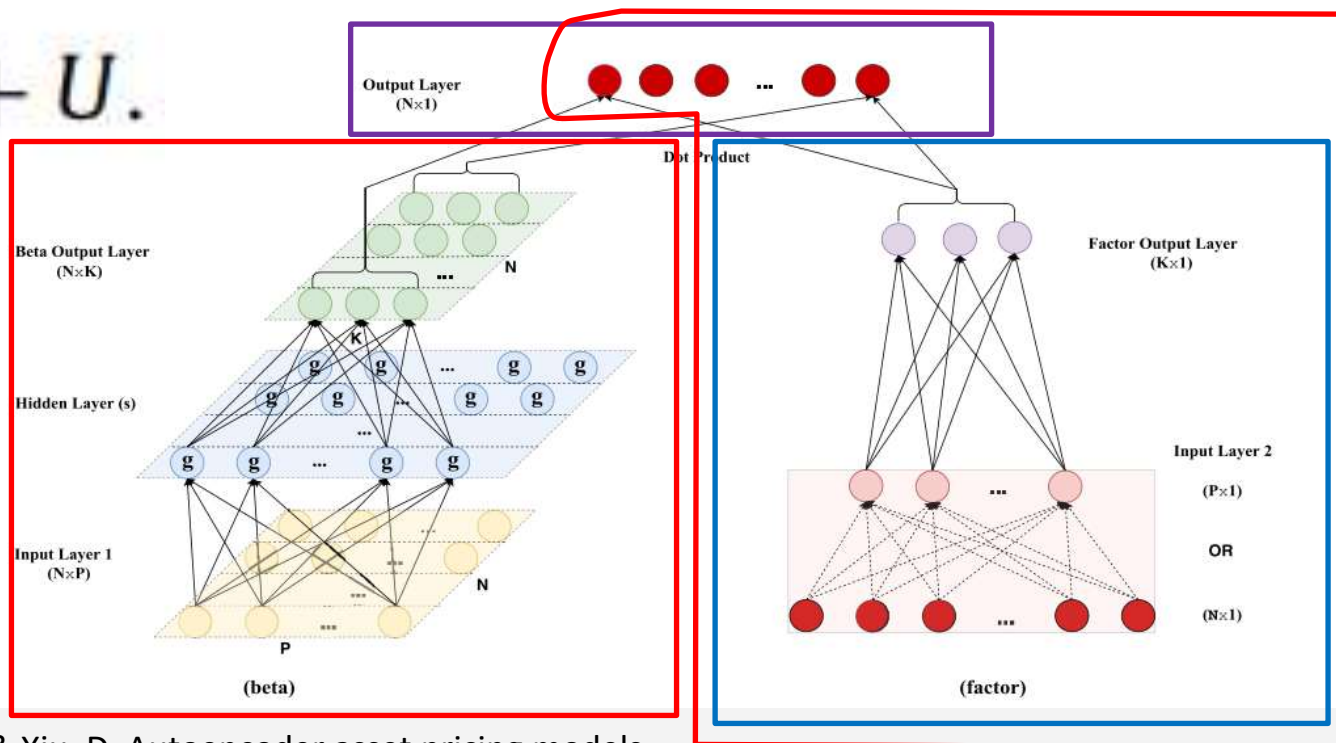 – U.
Output Layer
(N×1)
Dot Product
Beta Output Layer
(N×K)
...
N
K
Factor Output Layer
(K×1)
Hidden Layer (s)
g g ... g g
g g ... g g
...
g g ... g g
Input Layer 1
(N×P)
...
...
N
...
...
P
(beta)
Input Layer 2
(P×1)
...
OR
(N×1)
...
(factor)
Xiu, D. Autoencoder asset pricing models